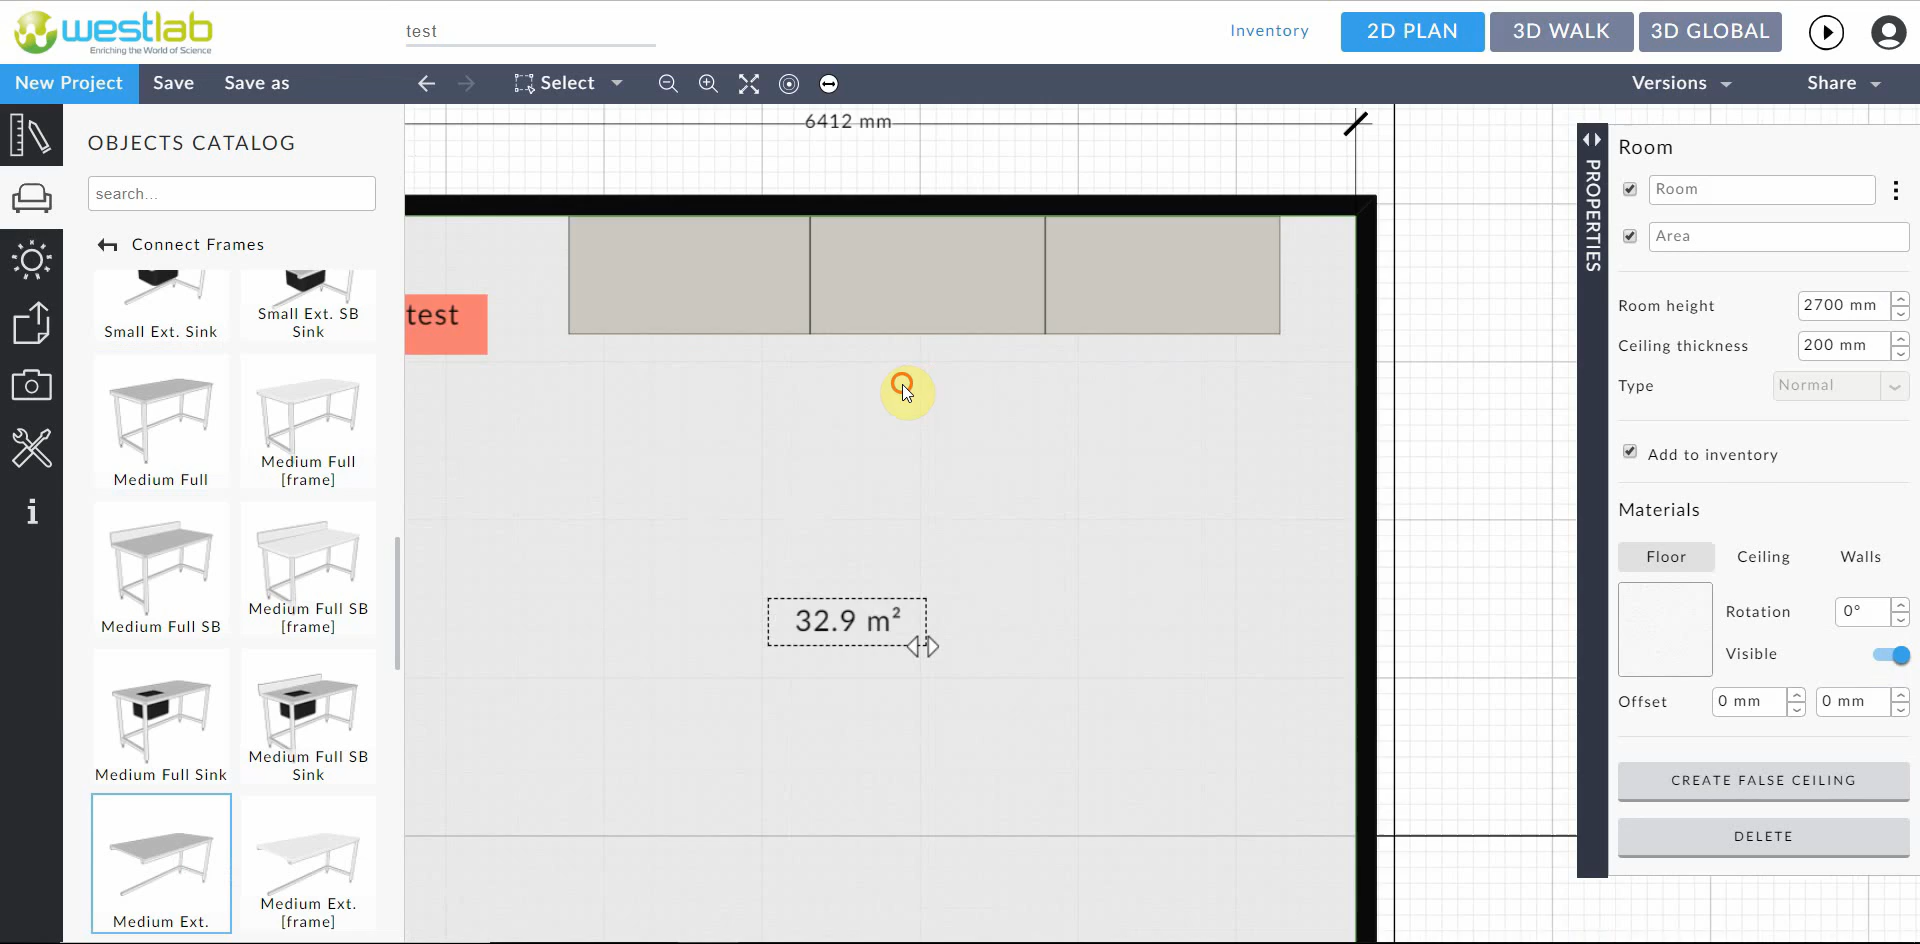 westlab
Enriching the World of Science
test
Inventory
2D PLAN
3D WALK
3D GLOBAL
New Project
Save
Save as
Select
Versions
Share
OBJECTS CATALOG
search...
Connect Frames
Small Ext. Sink
Small Ext. SB
Sink
Medium Full
Medium Full
[frame]
Medium Full SB
Medium Full SB
[frame]
Medium Full Sink
Medium Full SB
Sink
Medium Ext.
Medium Ext.
[frame]
6412 mm
test
32.9 m²
PROPERTIES
Room
Room
Area
Room height
2700 mm
Ceiling thickness
200 mm
Type
Normal
Add to inventory
Materials
Floor
Ceiling
Walls
Rotation
0°
Visible
Offset
0 mm
0 mm
CREATE FALSE CEILING
DELETE